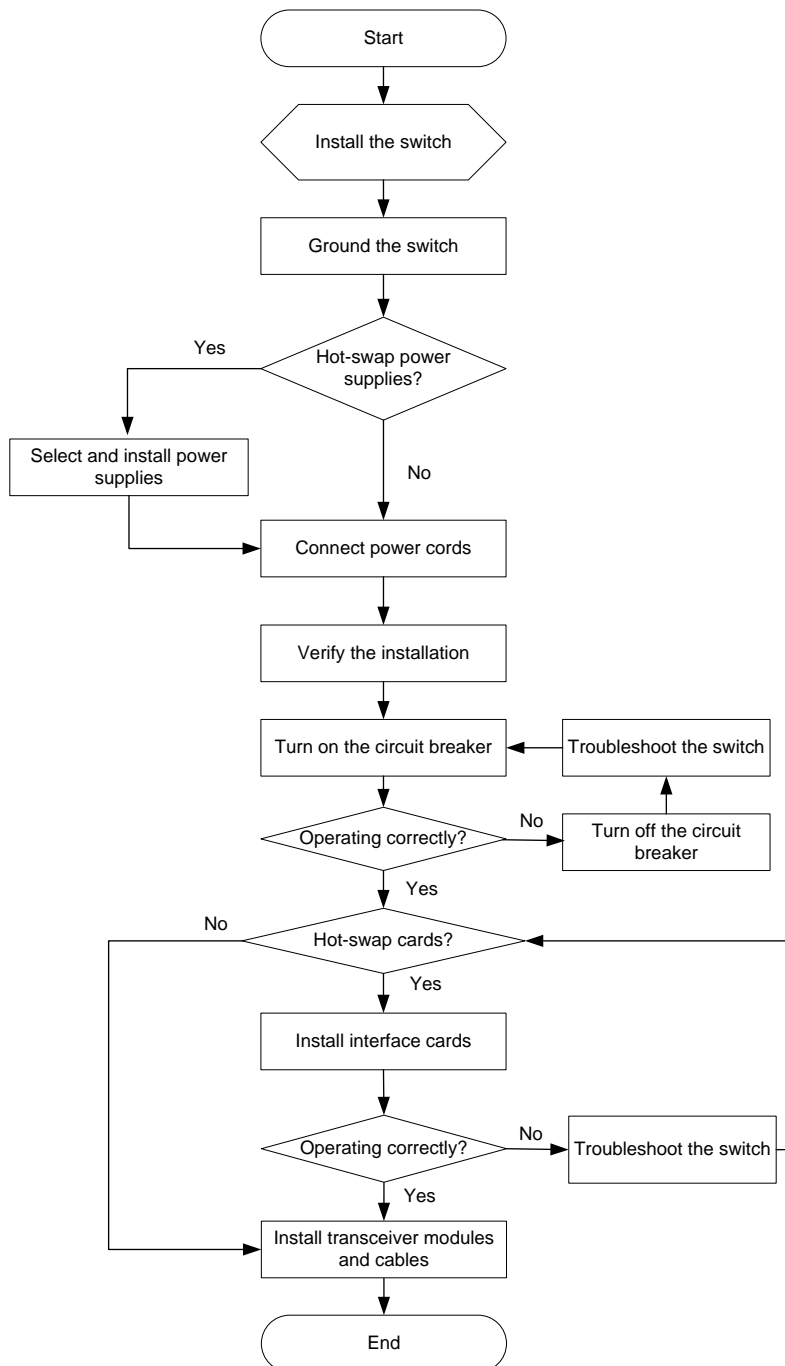 Start
Install the switch
Ground the switch
Yes
Hot-swap power
supplies?
Select and install power
supplies
No
Connect power cords
Verify the installation
Turn on the circuit breaker
Troubleshoot the switch
Operating correctly?
No
Turn off the circuit
breaker
Yes
No
Hot-swap cards?
Yes
Install interface cards
Operating correctly?
No
Troubleshoot the switch
Yes
Install transceiver modules
and cables
End